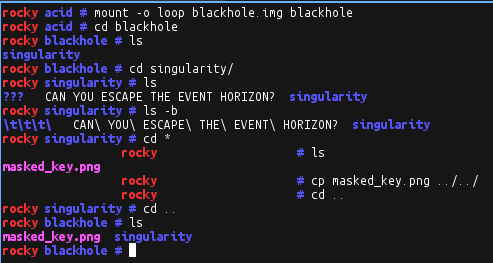 rocky acid # mount -o loop blackhole.img blackhole
rocky acid # cd blackhole
rocky blackhole # ls
singularity
rocky blackhole # cd singularity/
rocky singularity # ls
???   CAN YOU ESCAPE THE EVENT HORIZON?  singularity
rocky singularity # ls -b
\t\t\t\   CAN\ YOU\ ESCAPE\ THE\ EVENT\ HORIZON?  singularity
rocky singularity # cd *
rocky # ls
masked_key.png
rocky # cp masked_key.png ../../
rocky # cd ..
rocky singularity # cd ..
rocky blackhole # ls
masked_key.png  singularity
rocky blackhole #